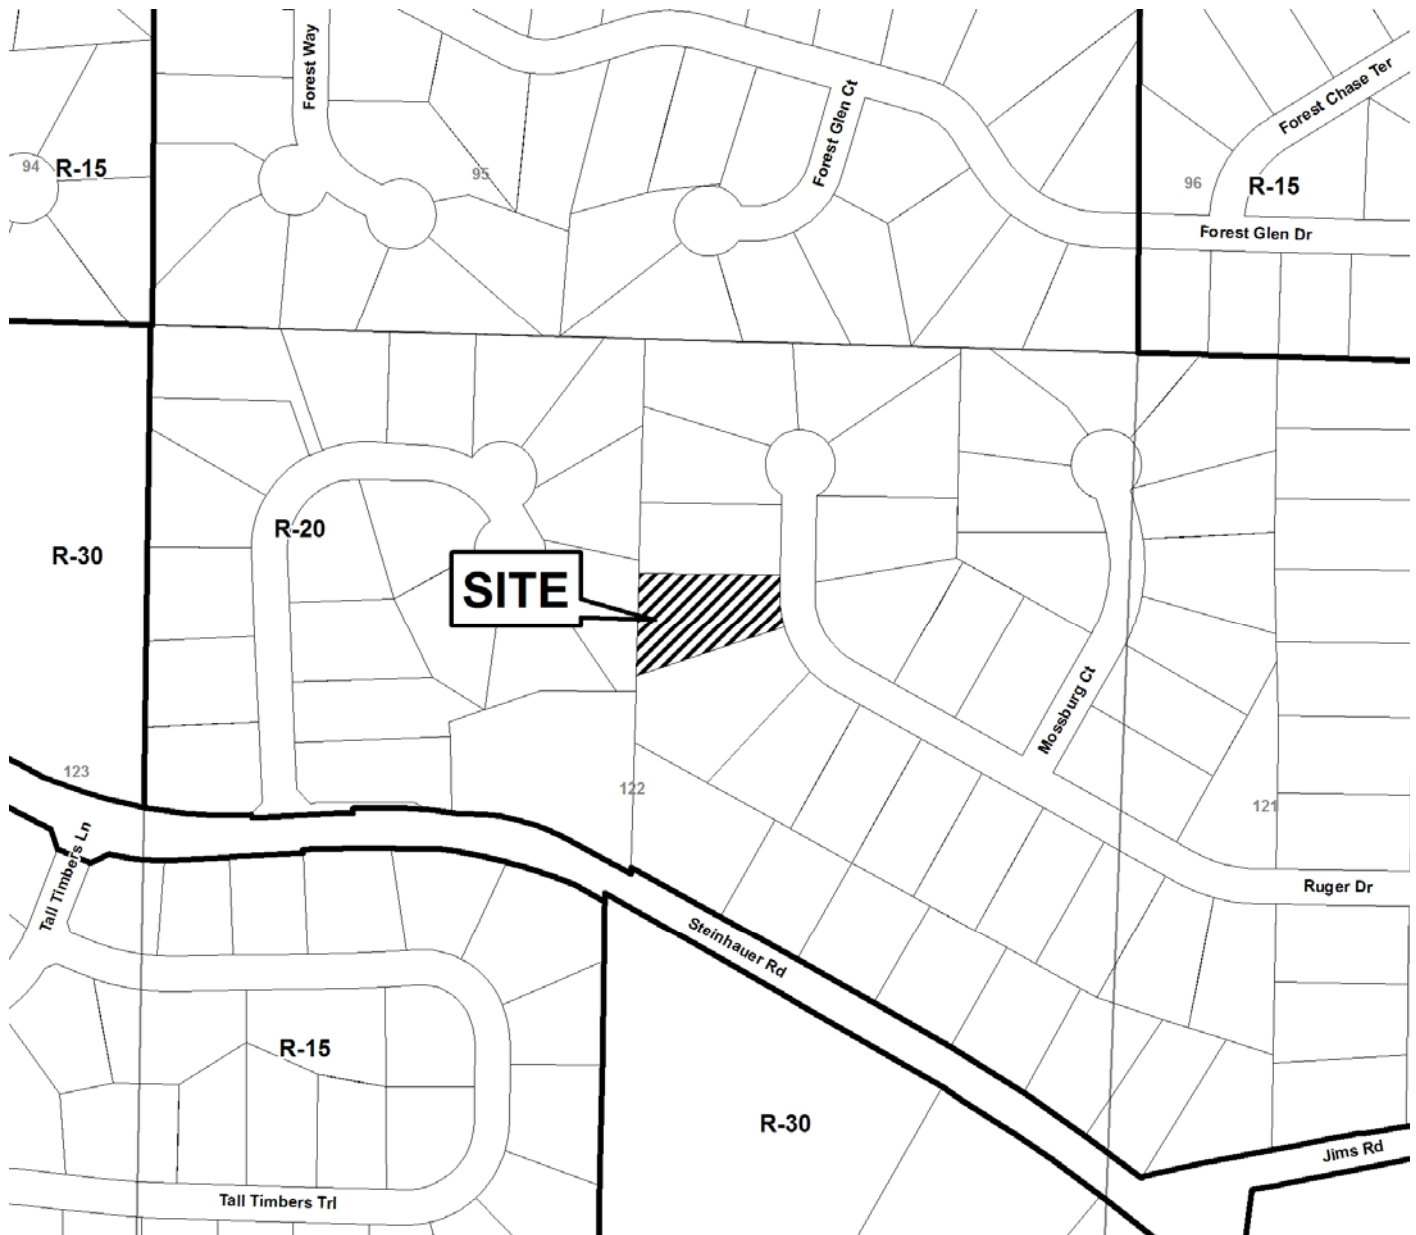 Forest Way
Forest Glen Ct
Forest Chase Ter
94
R-15
95
96
R-15
Forest Glen Dr
R-20
R-30
SITE
Mossburg Ct
123
122
121
Tall Timbers Ln
Ruger Dr
Steinhauer Rd
R-15
R-30
Jims Rd
Tall Timbers Trl